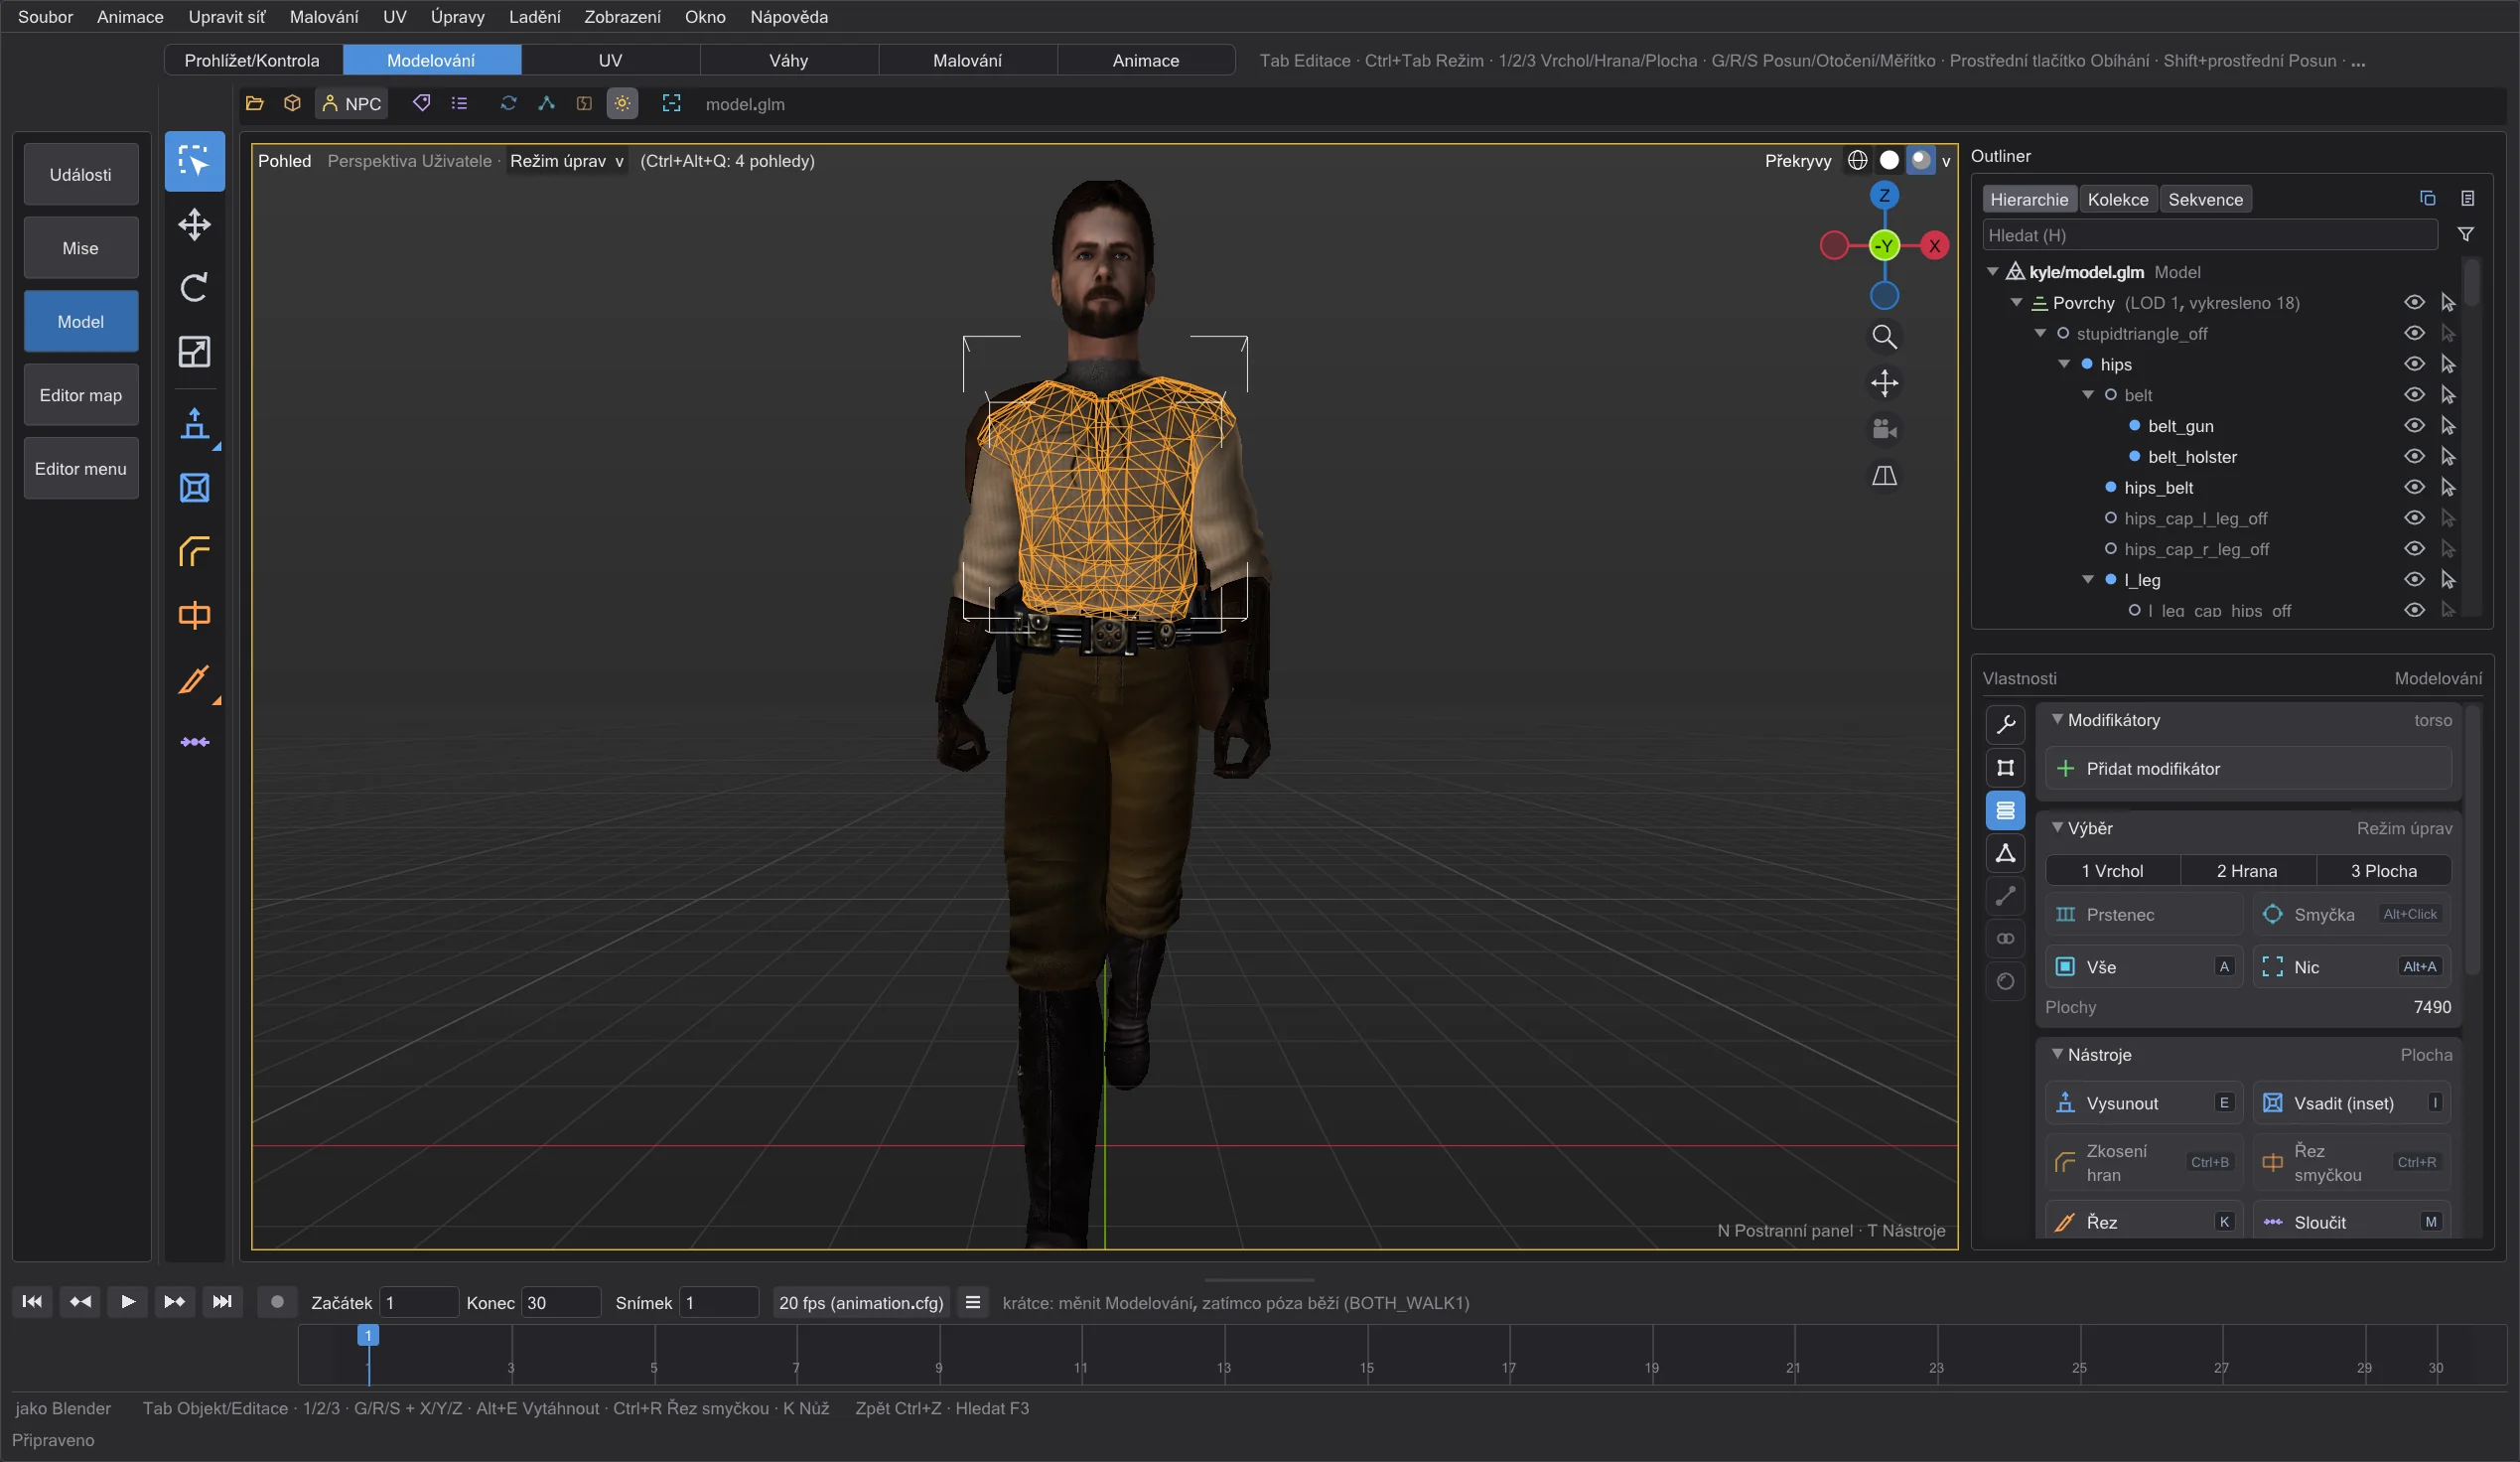 Soubor Animace Upravit síť Malování UV Úpravy Ladění Zobrazení Okno Nápověda
Prohlížet/Kontrola Modelování UV Váhy Malování Animace Tab Editace · Ctrl+Tab Režim · 1/2/3 Vrchol/Hrana/Plocha · G/R/S Posun/Otočení/Měřítko · Prostřední tlačítko Obíhání · Shift+prostřední Posun · ...
NPC model.glm
Události
Mise
Model
Editor map
Editor menu
Pohled Perspektiva Uživatele · Režim úprav v (Ctrl+Alt+Q: 4 pohledy)
Překryvy v
Z
-Y X
N Postranní panel · T Nástroje
Outliner
Hierarchie Kolekce Sekvence
Hledat (H)
kyle/model.glm Model
Povrchy (LOD 1, vykresleno 18)
stupidtriangle_off
hips
belt
belt_gun
belt_holster
hips_belt
hips_cap_l_leg_off
hips_cap_r_leg_off
l_leg
l_leg_cap_hips_off
Vlastnosti Modelování
Modifikátory torso
Přidat modifikátor
Výběr Režim úprav
1 Vrchol 2 Hrana 3 Plocha
Prstenec Smyčka Alt+Click
Vše A Nic Alt+A
Plochy 7490
Nástroje Plocha
Vysunout E Vsadit (inset) I
Zkosení hran Ctrl+B Řez smyčkou Ctrl+R
Řez K Sloučit M
Začátek 1 Konec 30 Snímek 1 20 fps (animation.cfg) krátce: měnit Modelování, zatímco póza běží (BOTH_WALK1)
1
1 3 5 7 9 11 13 15 17 19 21 23 25 27 29 30
jako Blender Tab Objekt/Editace · 1/2/3 · G/R/S + X/Y/Z · Alt+E Vytáhnout · Ctrl+R Řez smyčkou · K Nůž Zpět Ctrl+Z · Hledat F3
Připraveno